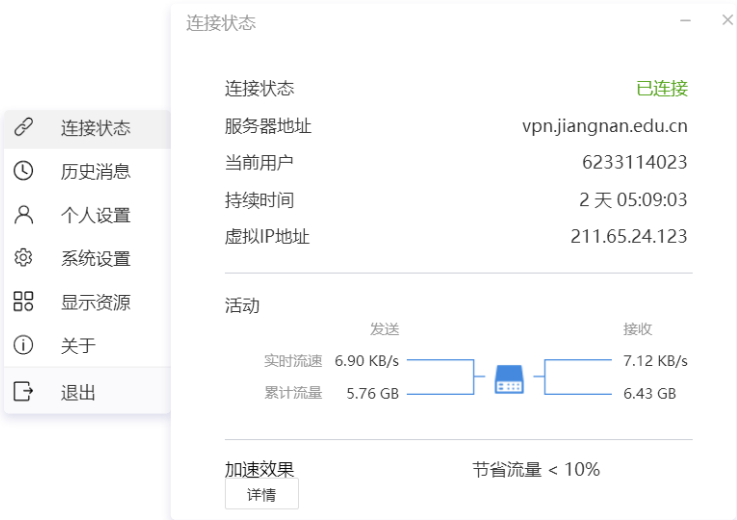 连接状态
连接状态
历史消息
个人设置
系统设置
显示资源
关于
退出
连接状态 已连接
服务器地址 vpn.jiangnan.edu.cn
当前用户 6233114023
持续时间 2 天 05:09:03
虚拟IP地址 211.65.24.123
活动
发送 接收
实时流速 6.90 KB/s 7.12 KB/s
累计流量 5.76 GB 6.43 GB
加速效果 节省流量 < 10%
详情